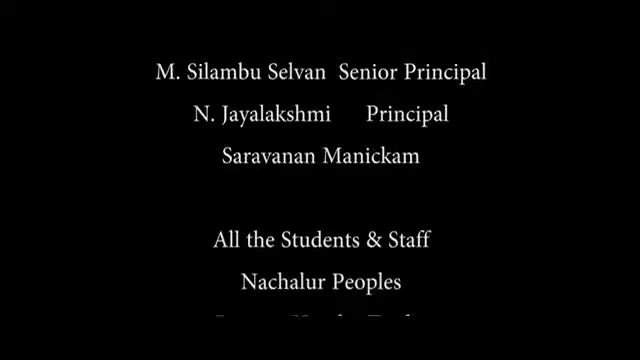 M. Silambu Selvan Senior Principal
N. Jayalakshmi Principal
Saravanan Manickam
All the Students & Staff
Nachalur Peoples